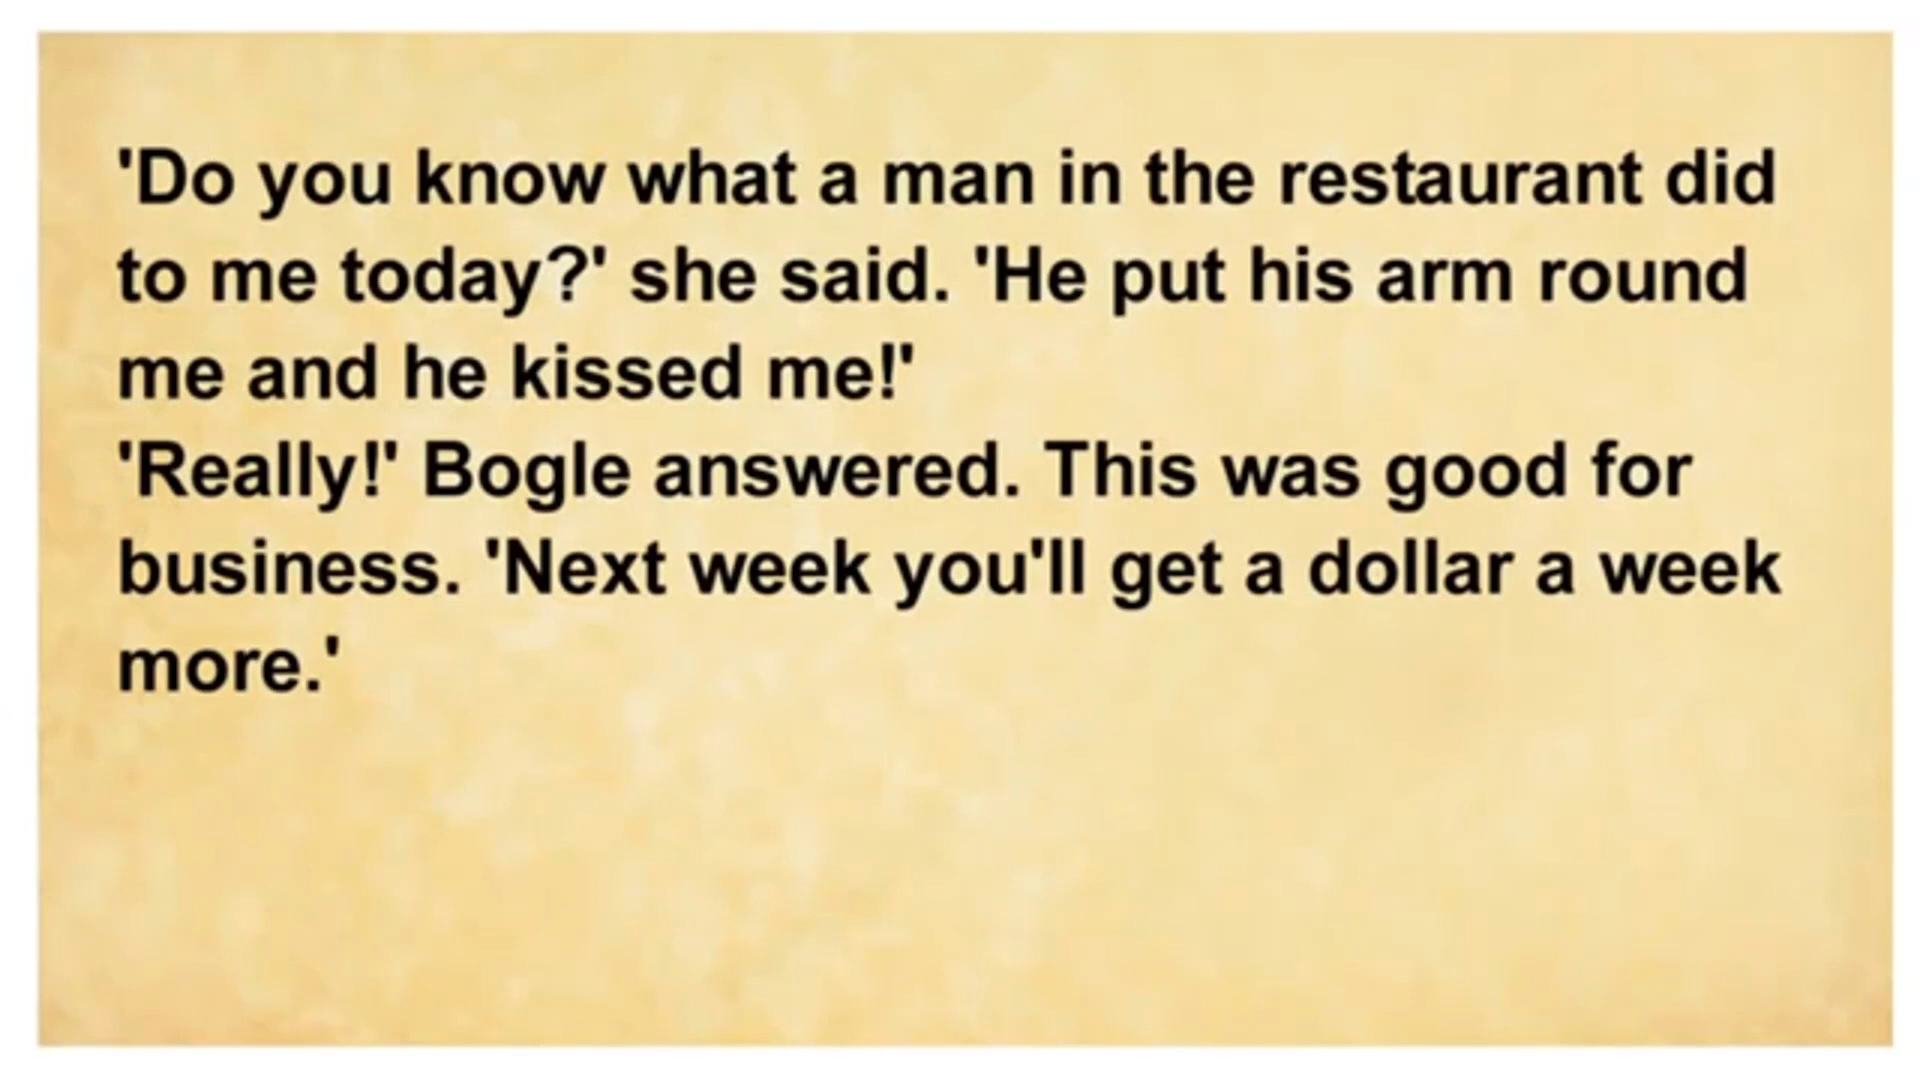 'Do you know what a man in the restaurant did
to me today?' she said. 'He put his arm round
me and he kissed me!'
'Really!' Bogle answered. This was good for
business. 'Next week you'll get a dollar a week
more.'